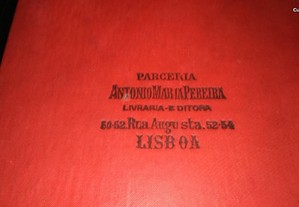 PARCERIA
ANTONIO MARIA PEREIRA
LIVRARIA-EDITORA
50-52, Rua Augusta, 52-54
LISBOA